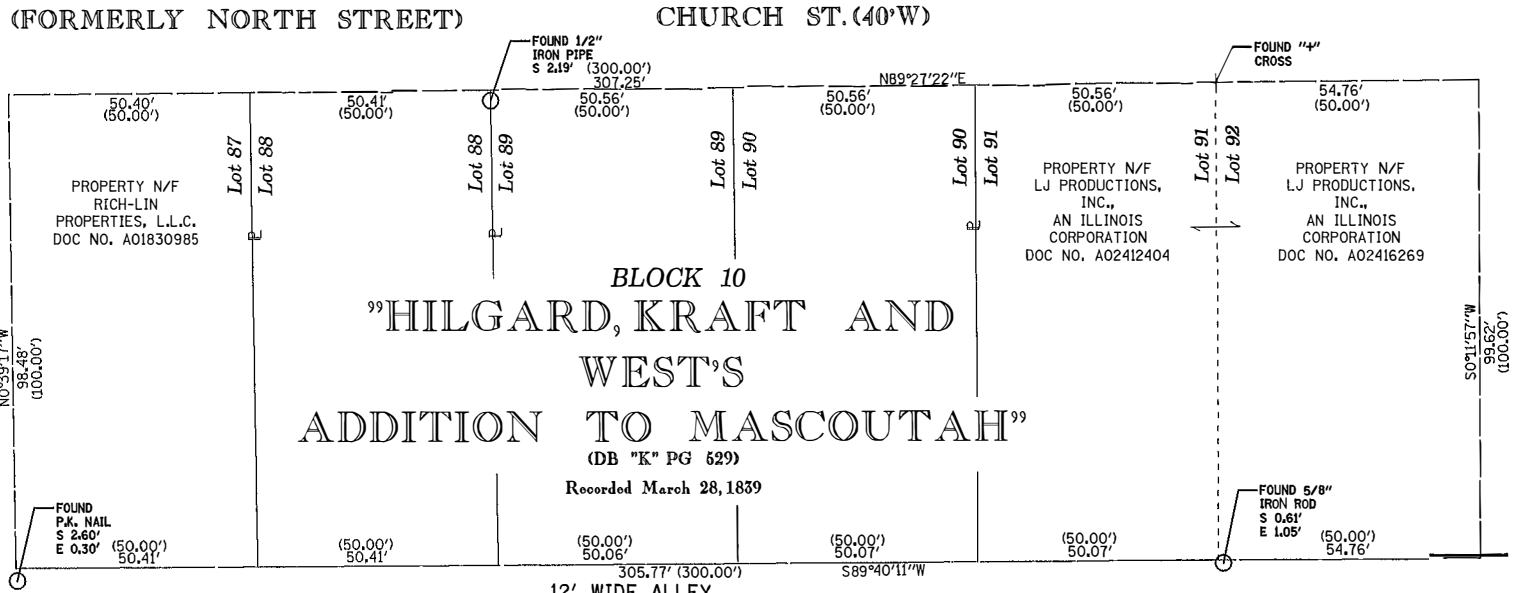 (FORMERLY NORTH STREET)
CHURCH ST. (40'W)
FOUND 1/2"
IRON PIPE
S 2.19'
(300.00')
307.25'
N89°27'22"E
FOUND "+"
CROSS
50.40'
(50.00')
50.41'
(50.00')
50.56'
(50.00')
50.56'
(50.00')
50.56'
(50.00')
54.76'
(50.00')
Lot 87
Lot 88
Lot 88
Lot 89
Lot 89
Lot 90
Lot 90
Lot 91
Lot 91
Lot 92
PROPERTY N/F
RICH-LIN
PROPERTIES, L.L.C.
DOC NO. A01830985
PROPERTY N/F
LJ PRODUCTIONS,
INC.,
AN ILLINOIS
CORPORATION
DOC NO. A02412404
PROPERTY N/F
LJ PRODUCTIONS,
INC.,
AN ILLINOIS
CORPORATION
DOC NO. A02416269
BLOCK 10
"HILGARD, KRAFT AND
WEST'S
ADDITION TO MASCOUTAH"
(DB "K" PG 529)
Recorded March 28, 1839
N0°39'17"W
98.48'
(100.00')
S0°11'57"W
99.62'
(100.00')
FOUND
P.K. NAIL
S 2.60'
E 0.30'
FOUND 5/8"
IRON ROD
S 0.61'
E 1.05'
(50.00')
50.41'
(50.00')
50.41'
(50.00')
50.06'
(50.00')
50.07'
(50.00')
50.07'
(50.00')
54.76'
305.77' (300.00')
S89°40'11"W
12' WIDE ALLEY